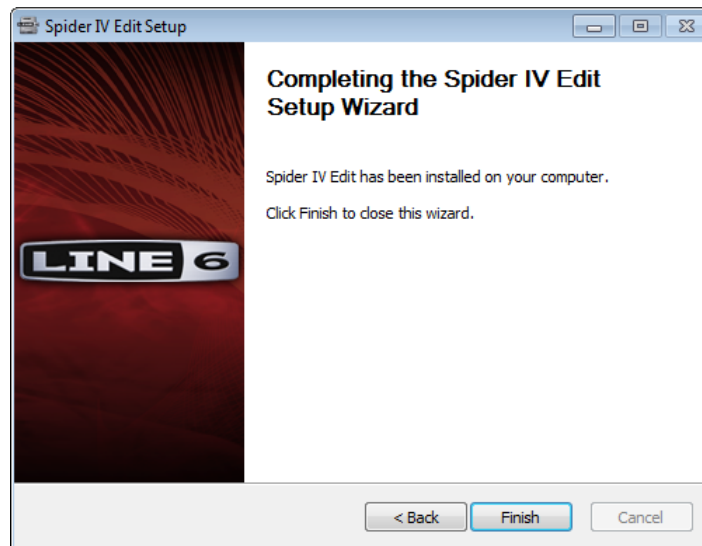 Spider IV Edit Setup
Completing the Spider IV Edit
Setup Wizard
Spider IV Edit has been installed on your computer.
Click Finish to close this wizard.
LINE 6
< Back
Finish
Cancel